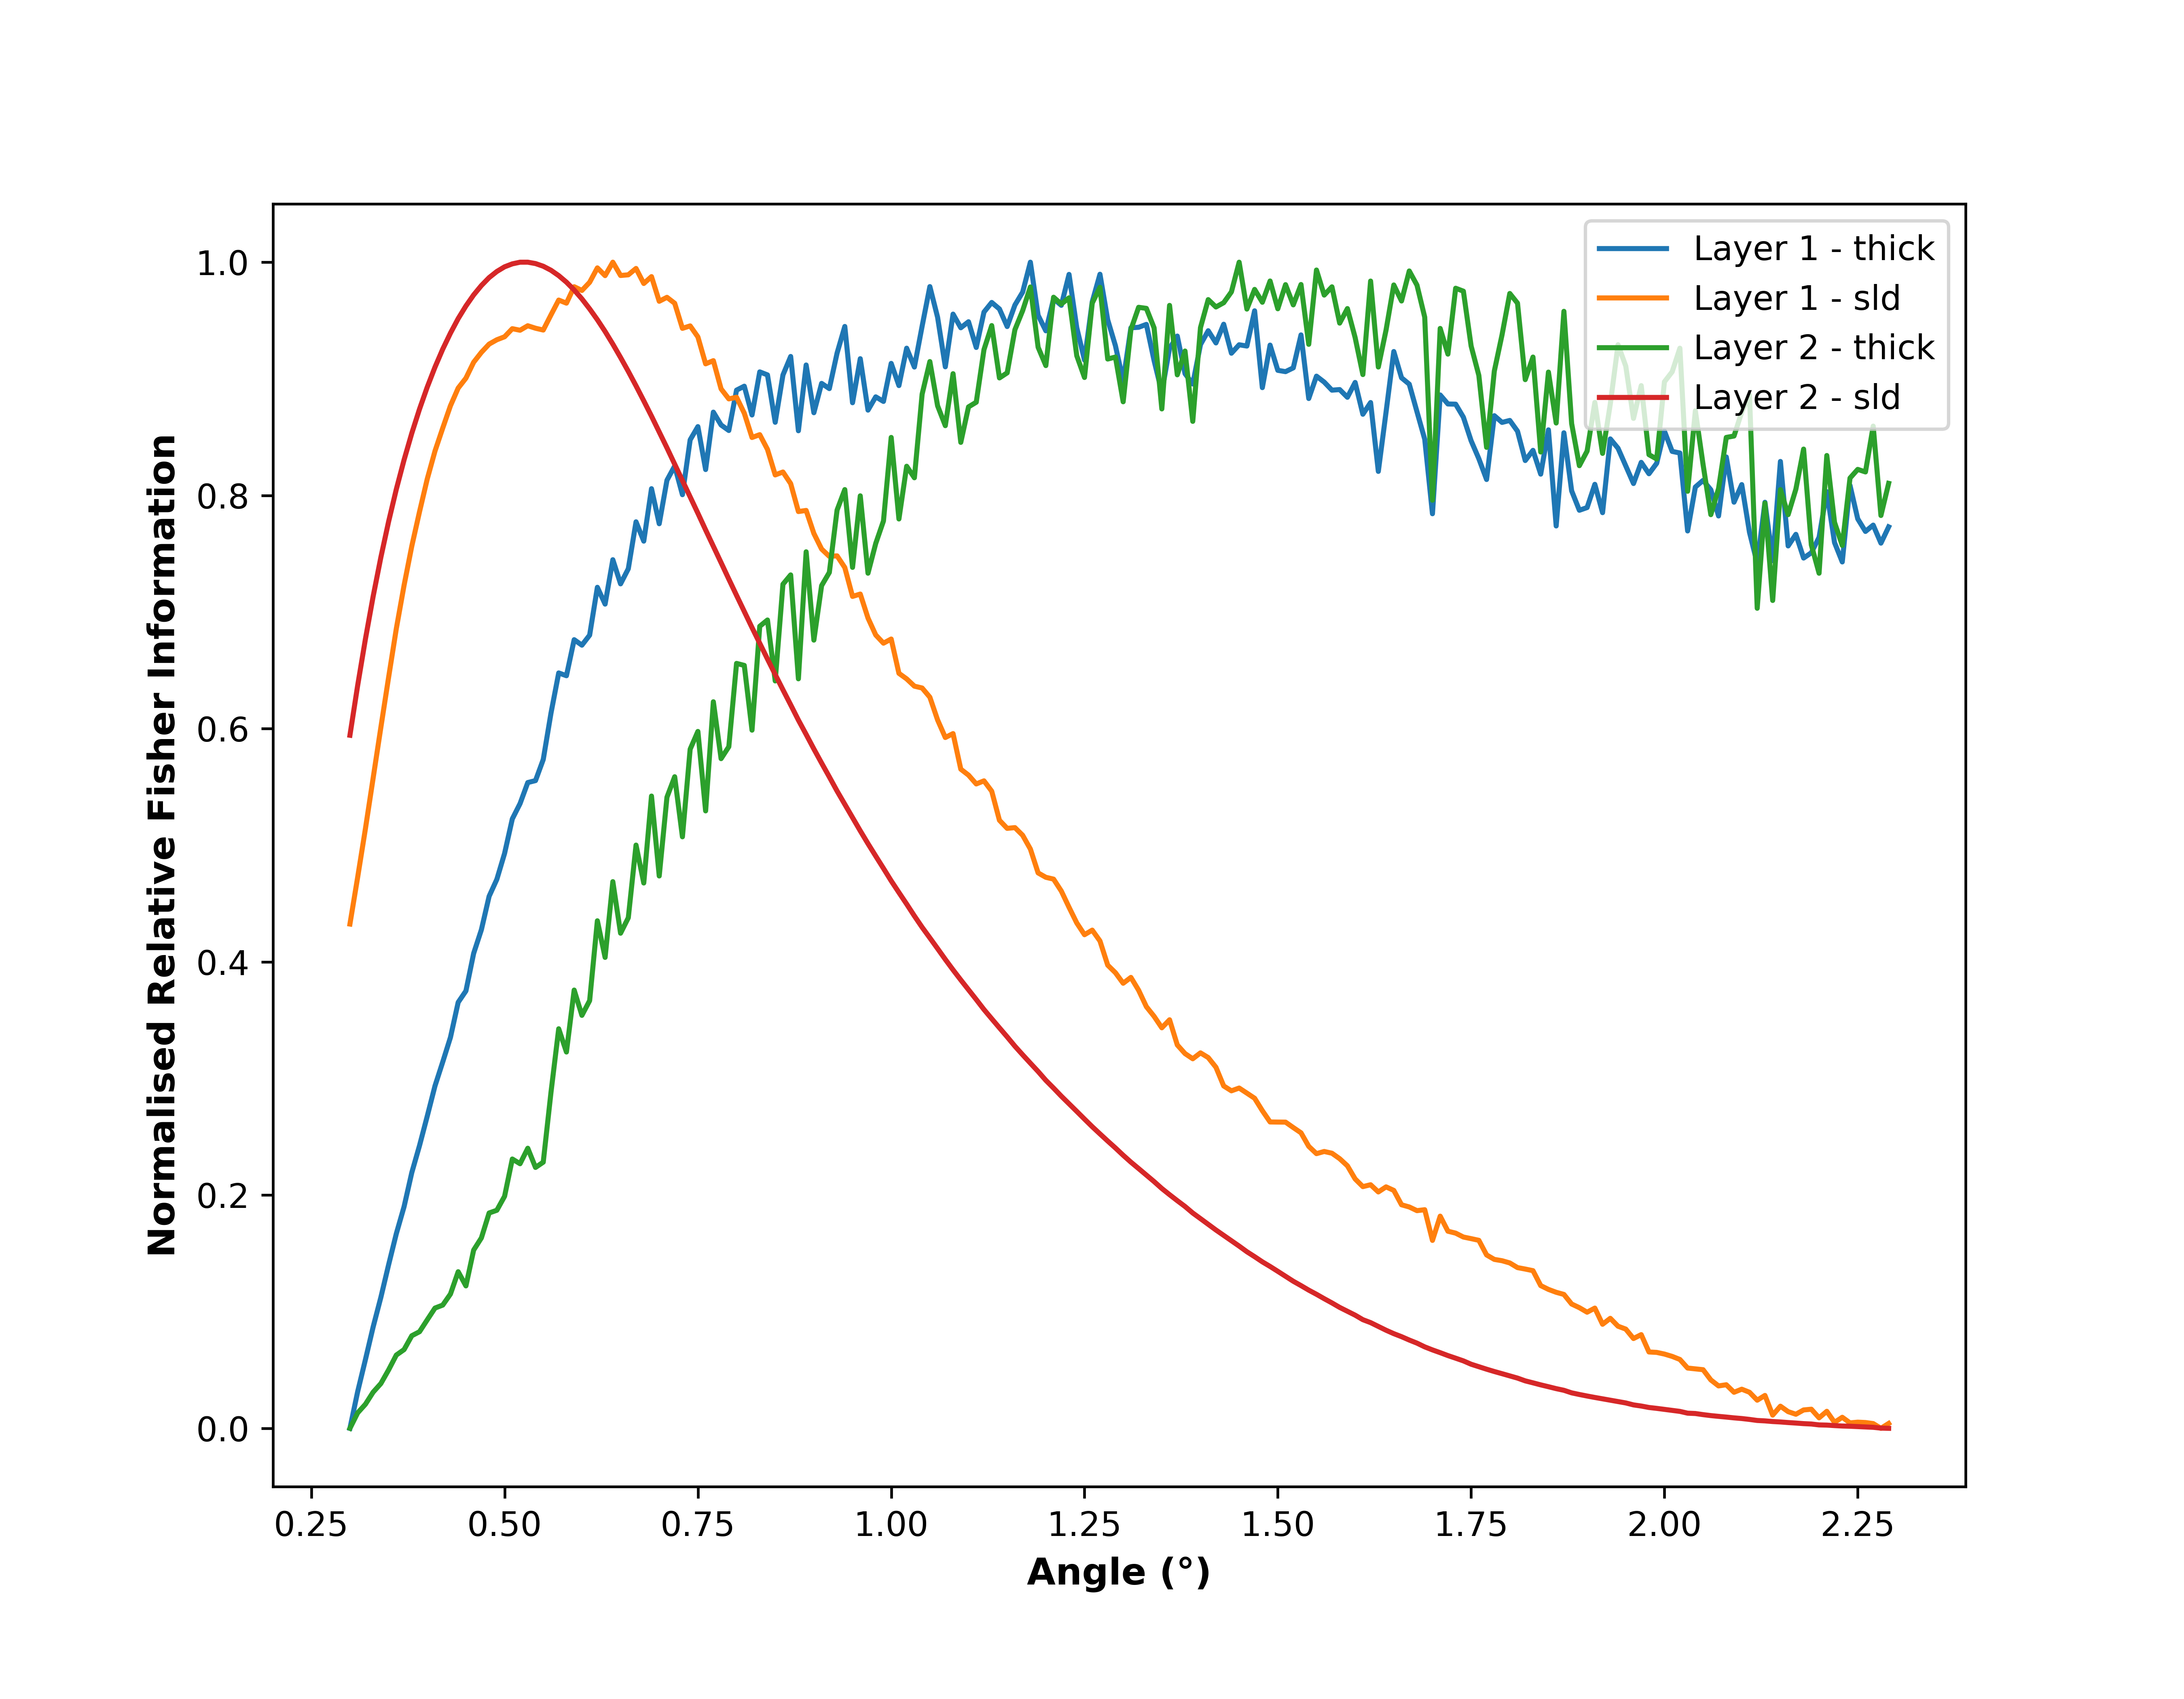 1.0
0.8
0.6
0.4
0.2
0.0
Normalised Relative Fisher Information
Layer 1 - thick
Layer 1 - sld
Layer 2 - thick
Layer 2 - sld
0.25 0.50 0.75 1.00 1.25 1.50 1.75 2.00 2.25
Angle (°)